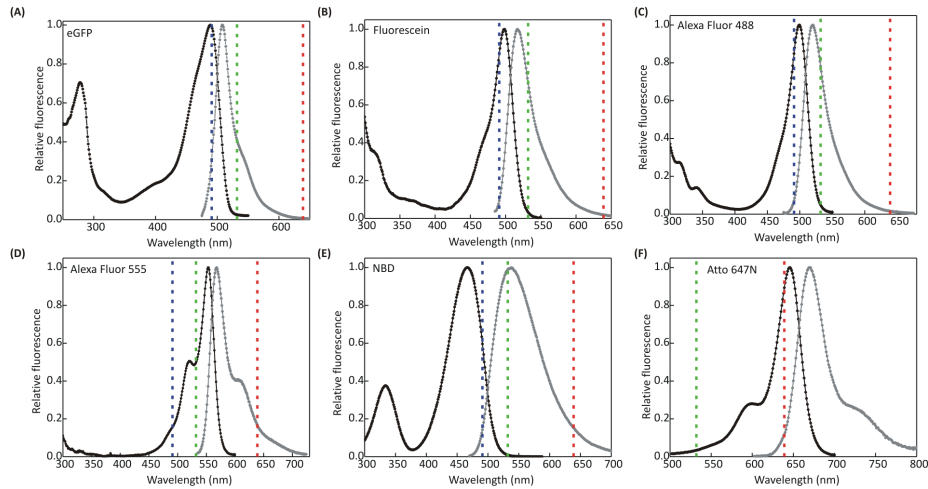 (A)
eGFP
Relative fluorescence
1.0
0.8
0.6
0.4
0.2
0.0
300 400 500 600
Wavelength (nm)
(B)
Fluorescein
Relative fluorescence
1.0
0.8
0.6
0.4
0.2
0.0
300 350 400 450 500 550 600 650
Wavelength (nm)
(C)
Alexa Fluor 488
Relative fluorescence
1.0
0.8
0.6
0.4
0.2
0.0
300 350 400 450 500 550 600 650
Wavelength (nm)
(D)
Alexa Fluor 555
Relative fluorescence
1.0
0.8
0.6
0.4
0.2
0.0
300 350 400 450 500 550 600 650 700
Wavelength (nm)
(E)
NBD
Relative fluorescence
1.0
0.8
0.6
0.4
0.2
0.0
300 350 400 450 500 550 600 650 700
Wavelength (nm)
(F)
Atto 647N
Relative fluorescence
1.0
0.8
0.6
0.4
0.2
0.0
500 550 600 650 700 750 800
Wavelength (nm)